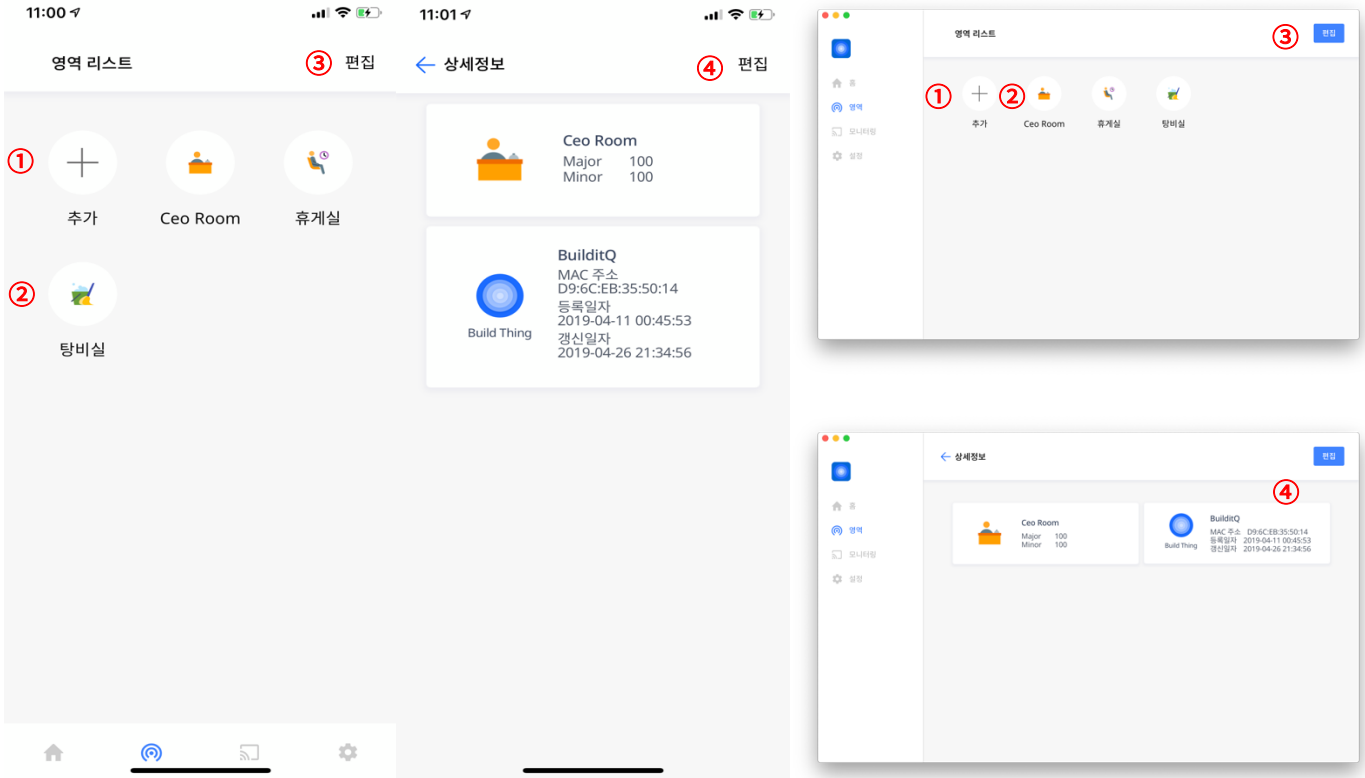 11:00
영역 리스트
③ 편집
①
추가
Ceo Room
휴게실
②
탕비실
11:01
상세정보
④ 편집
Ceo Room
Major 100
Minor 100
BuilditQ
MAC 주소
D9:6C:EB:35:50:14
등록일자
2019-04-11 00:45:53
갱신일자
2019-04-26 21:34:56
Build Thing
영역 리스트
③ 편집
홈
영역
모니터링
설정
① ②
추가 Ceo Room 휴게실 탕비실
상세정보
편집
④
홈
영역
모니터링
설정
Ceo Room
Major 100
Minor 100
BuilditQ
MAC 주소 D9:6C:EB:35:50:14
등록일자 2019-04-11 00:45:53
갱신일자 2019-04-26 21:34:56
Build Thing